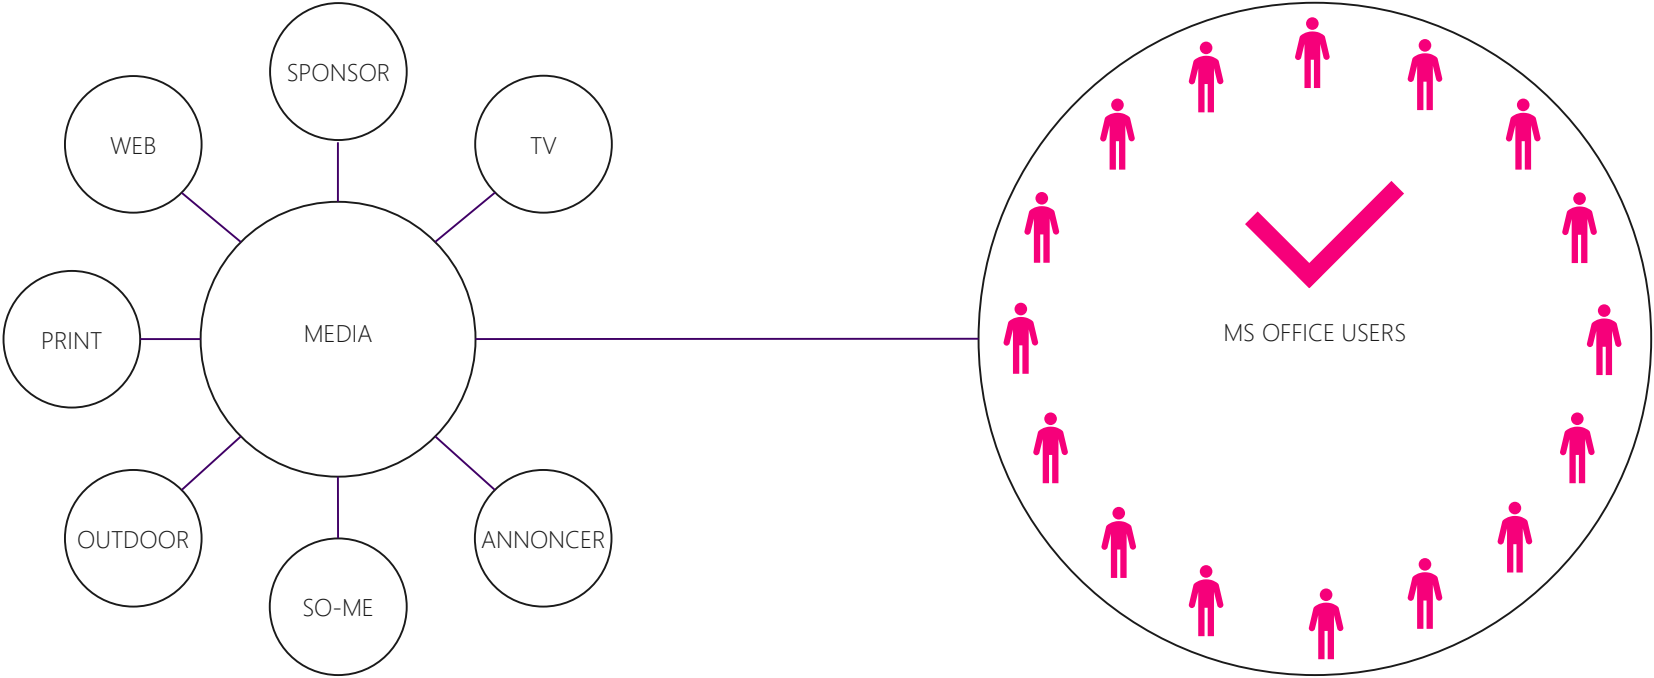 SPONSOR
WEB
TV
PRINT
MEDIA
MS OFFICE USERS
OUTDOOR
ANNONCER
SO-ME